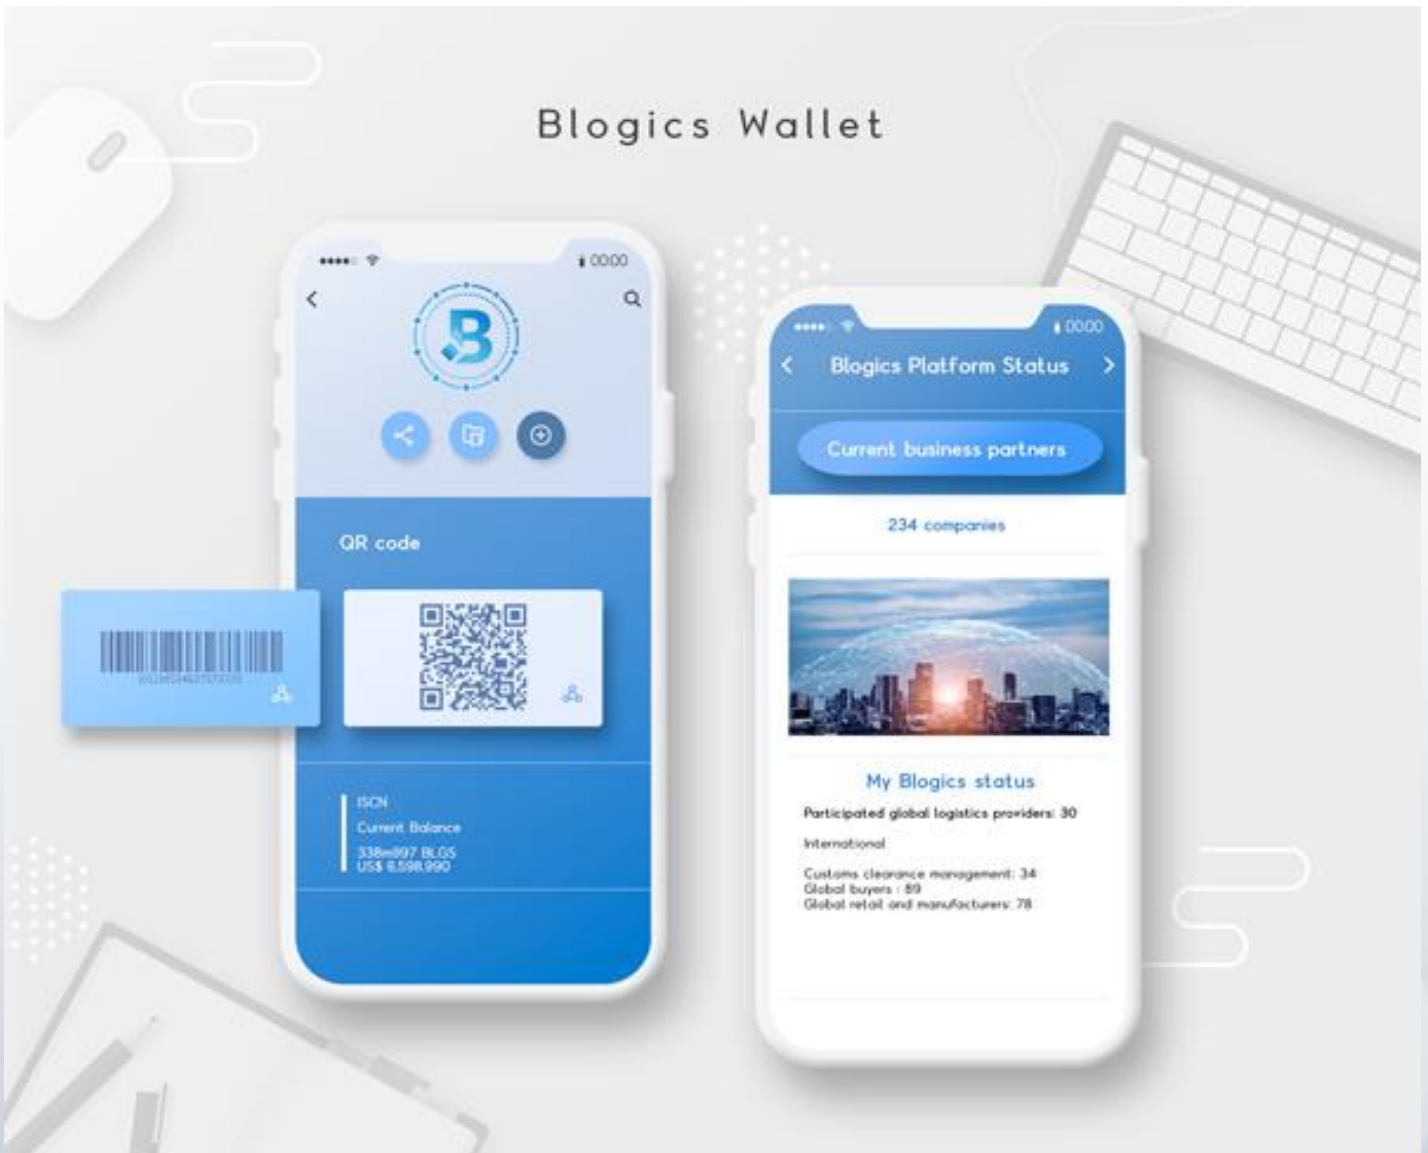 Blogics Wallet
00:00
B
QR code
ISCN
Current Balance
338m997 BLGS
US$ 6,598,990
00:00
Blogics Platform Status
Current business partners
234 companies
My Blogics status
Participated global logistics providers: 30
International
Customs clearance management: 34
Global buyers : 89
Global retail and manufacturers: 78